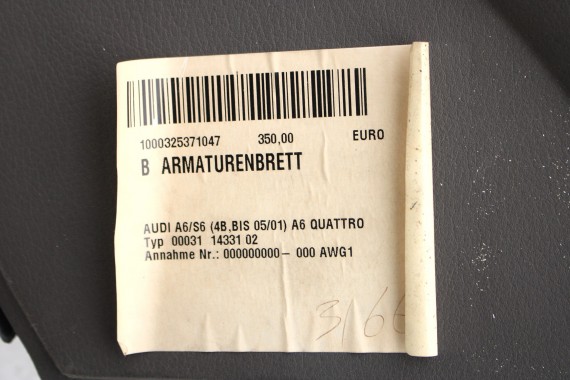 1000325371047 350,00 EURO
B ARMATURENBRETT
AUDI A6/S6 (4B,BIS 05/01) A6 QUATTRO
Typ 00031 14331 02
Annahme Nr.: 000000000- 000 AWG1